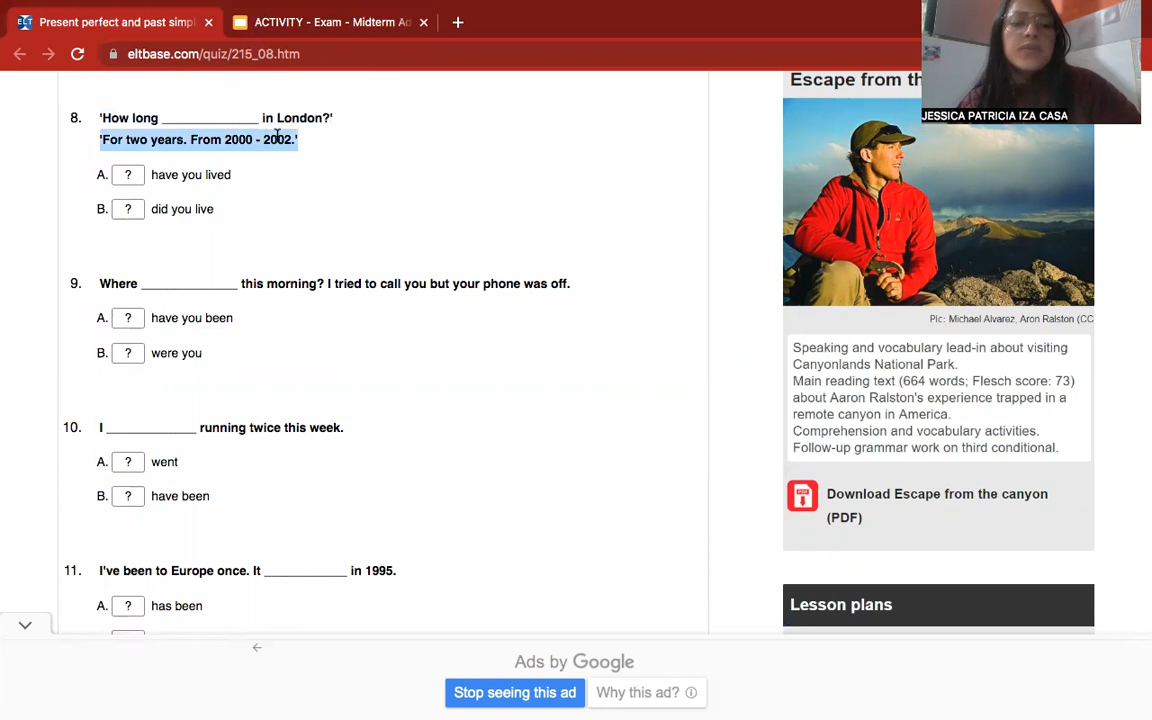 Present perfect and past simpl
ACTIVITY - Exam - Midterm Ad
eltbase.com/quiz/215_08.htm
JESSICA PATRICIA IZA CASA
8. 'How long _____________ in London?'
'For two years. From 2000 - 2002.'
A. ? have you lived
B. ? did you live
9. Where _____________ this morning? I tried to call you but your phone was off.
A. ? have you been
B. ? were you
10. I ____________ running twice this week.
A. ? went
B. ? have been
11. I've been to Europe once. It ___________ in 1995.
A. ? has been
Escape from th
Pic: Michael Alvarez, Aron Ralston (CC
Speaking and vocabulary lead-in about visiting
Canyonlands National Park.
Main reading text (664 words; Flesch score: 73)
about Aaron Ralston's experience trapped in a
remote canyon in America.
Comprehension and vocabulary activities.
Follow-up grammar work on third conditional.
Download Escape from the canyon
(PDF)
Lesson plans
Ads by Google
Stop seeing this ad
Why this ad?